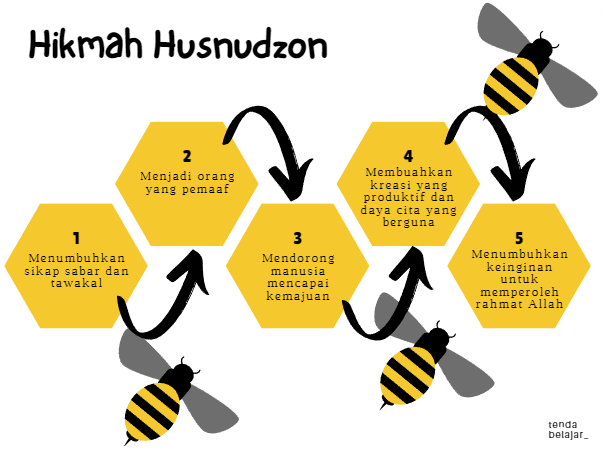 Hikmah Husnudzon
1
Menumbuhkan
sikap sabar dan
tawakal
2
Menjadi orang
yang pemaaf
3
Mendorong
manusia
mencapai
kemajuan
4
Membuahkan
kreasi yang
produktif dan
daya cita yang
berguna
5
Menumbuhkan
keinginan
untuk
memperoleh
rahmat Allah
tenda
belajar_